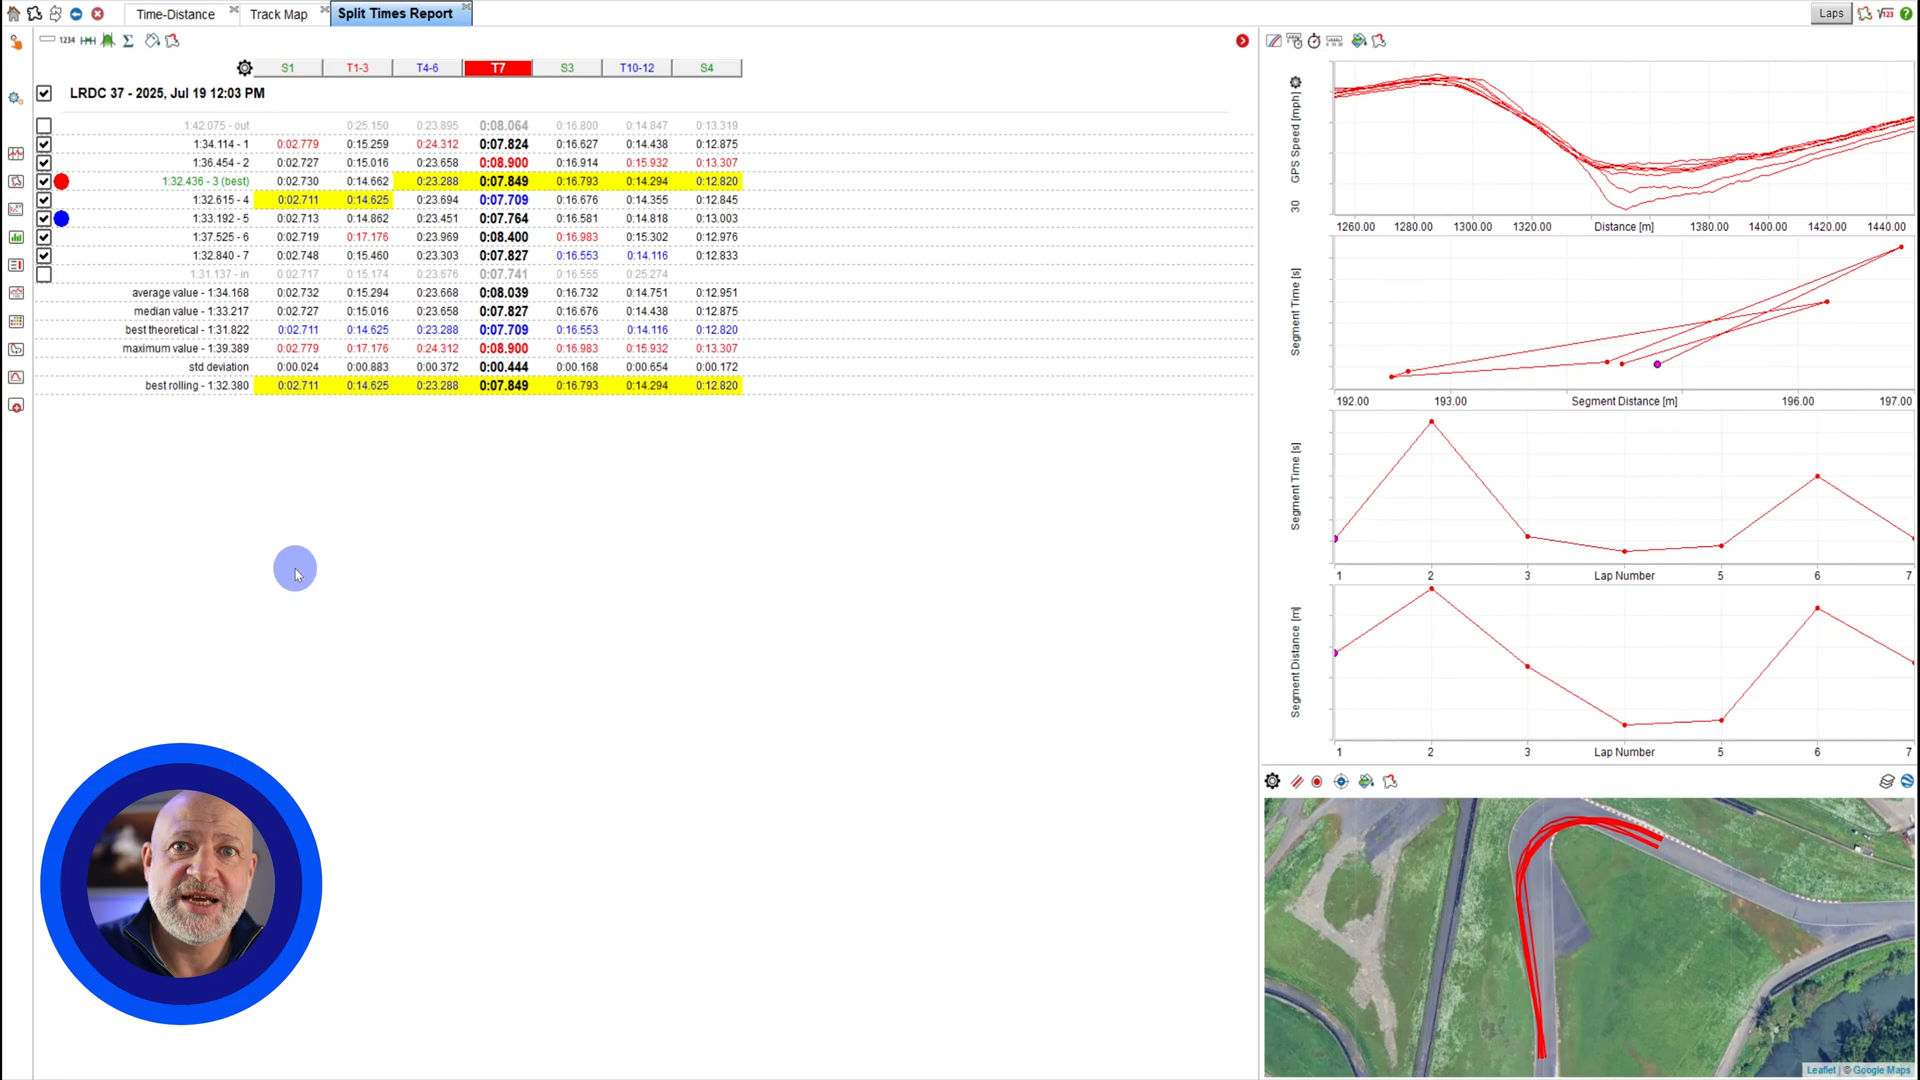 Time-Distance Track Map Split Times Report Laps
1234
S1 T1-3 T4-6 T7 S3 T10-12 S4
LRDC 37 - 2025, Jul 19 12:03 PM
1:42.075 - out 0:25.150 0:23.895 0:08.064 0:16.800 0:14.847 0:13.319
1:34.114 - 1 0:02.779 0:15.259 0:24.312 0:07.824 0:16.627 0:14.438 0:12.875
1:36.454 - 2 0:02.727 0:15.016 0:23.658 0:08.900 0:16.914 0:15.932 0:13.307
1:32.436 - 3 (best) 0:02.730 0:14.662 0:23.288 0:07.849 0:16.793 0:14.294 0:12.820
1:32.615 - 4 0:02.711 0:14.625 0:23.694 0:07.709 0:16.676 0:14.355 0:12.845
1:33.192 - 5 0:02.713 0:14.862 0:23.451 0:07.764 0:16.581 0:14.818 0:13.003
1:37.525 - 6 0:02.719 0:17.176 0:23.969 0:08.400 0:16.983 0:15.302 0:12.976
1:32.840 - 7 0:02.748 0:15.460 0:23.303 0:07.827 0:16.553 0:14.116 0:12.833
1:31.137 - in 0:02.717 0:15.174 0:23.676 0:07.741 0:16.555 0:25.274
average value - 1:34.168 0:02.732 0:15.294 0:23.668 0:08.039 0:16.732 0:14.751 0:12.951
median value - 1:33.217 0:02.727 0:15.016 0:23.658 0:07.827 0:16.676 0:14.438 0:12.875
best theoretical - 1:31.822 0:02.711 0:14.625 0:23.288 0:07.709 0:16.553 0:14.116 0:12.820
maximum value - 1:39.389 0:02.779 0:17.176 0:24.312 0:08.900 0:16.983 0:15.932 0:13.307
std deviation 0:00.024 0:00.883 0:00.372 0:00.444 0:00.168 0:00.654 0:00.172
best rolling - 1:32.380 0:02.711 0:14.625 0:23.288 0:07.849 0:16.793 0:14.294 0:12.820
GPS Speed [mph]
30
1260.00 1280.00 1300.00 1320.00 Distance [m] 1380.00 1400.00 1420.00 1440.00
Segment Time [s]
192.00 193.00 Segment Distance [m] 196.00 197.00
Segment Time [s]
1 2 3 Lap Number 5 6 7
Segment Distance [m]
1 2 3 Lap Number 5 6 7
Leaflet | © Google Maps